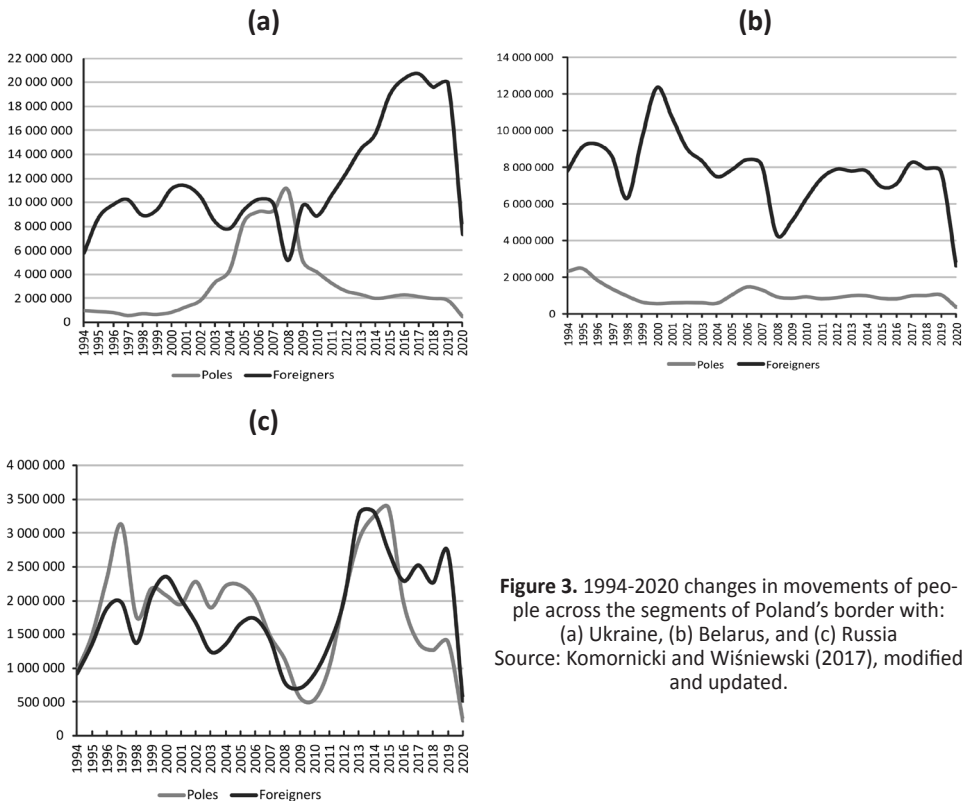 (a)
22 000 000
20 000 000
18 000 000
16 000 000
14 000 000
12 000 000
10 000 000
8 000 000
6 000 000
4 000 000
2 000 000
0
1994
1995
1996
1997
1998
1999
2000
2001
2002
2003
2004
2005
2006
2007
2008
2009
2010
2011
2012
2013
2014
2015
2016
2017
2018
2019
2020
Poles Foreigners
(b)
14 000 000
12 000 000
10 000 000
8 000 000
6 000 000
4 000 000
2 000 000
0
1994
1995
1996
1997
1998
1999
2000
2001
2002
2003
2004
2005
2006
2007
2008
2009
2010
2011
2012
2013
2014
2015
2016
2017
2018
2019
2020
Poles Foreigners
(c)
4 000 000
3 500 000
3 000 000
2 500 000
2 000 000
1 500 000
1 000 000
500 000
0
1994
1995
1996
1997
1998
1999
2000
2001
2002
2003
2004
2005
2006
2007
2008
2009
2010
2011
2012
2013
2014
2015
2016
2017
2018
2019
2020
Poles Foreigners
Figure 3. 1994-2020 changes in movements of peo-
ple across the segments of Poland's border with:
(a) Ukraine, (b) Belarus, and (c) Russia
Source: Komornicki and Wiśniewski (2017), modified
and updated.